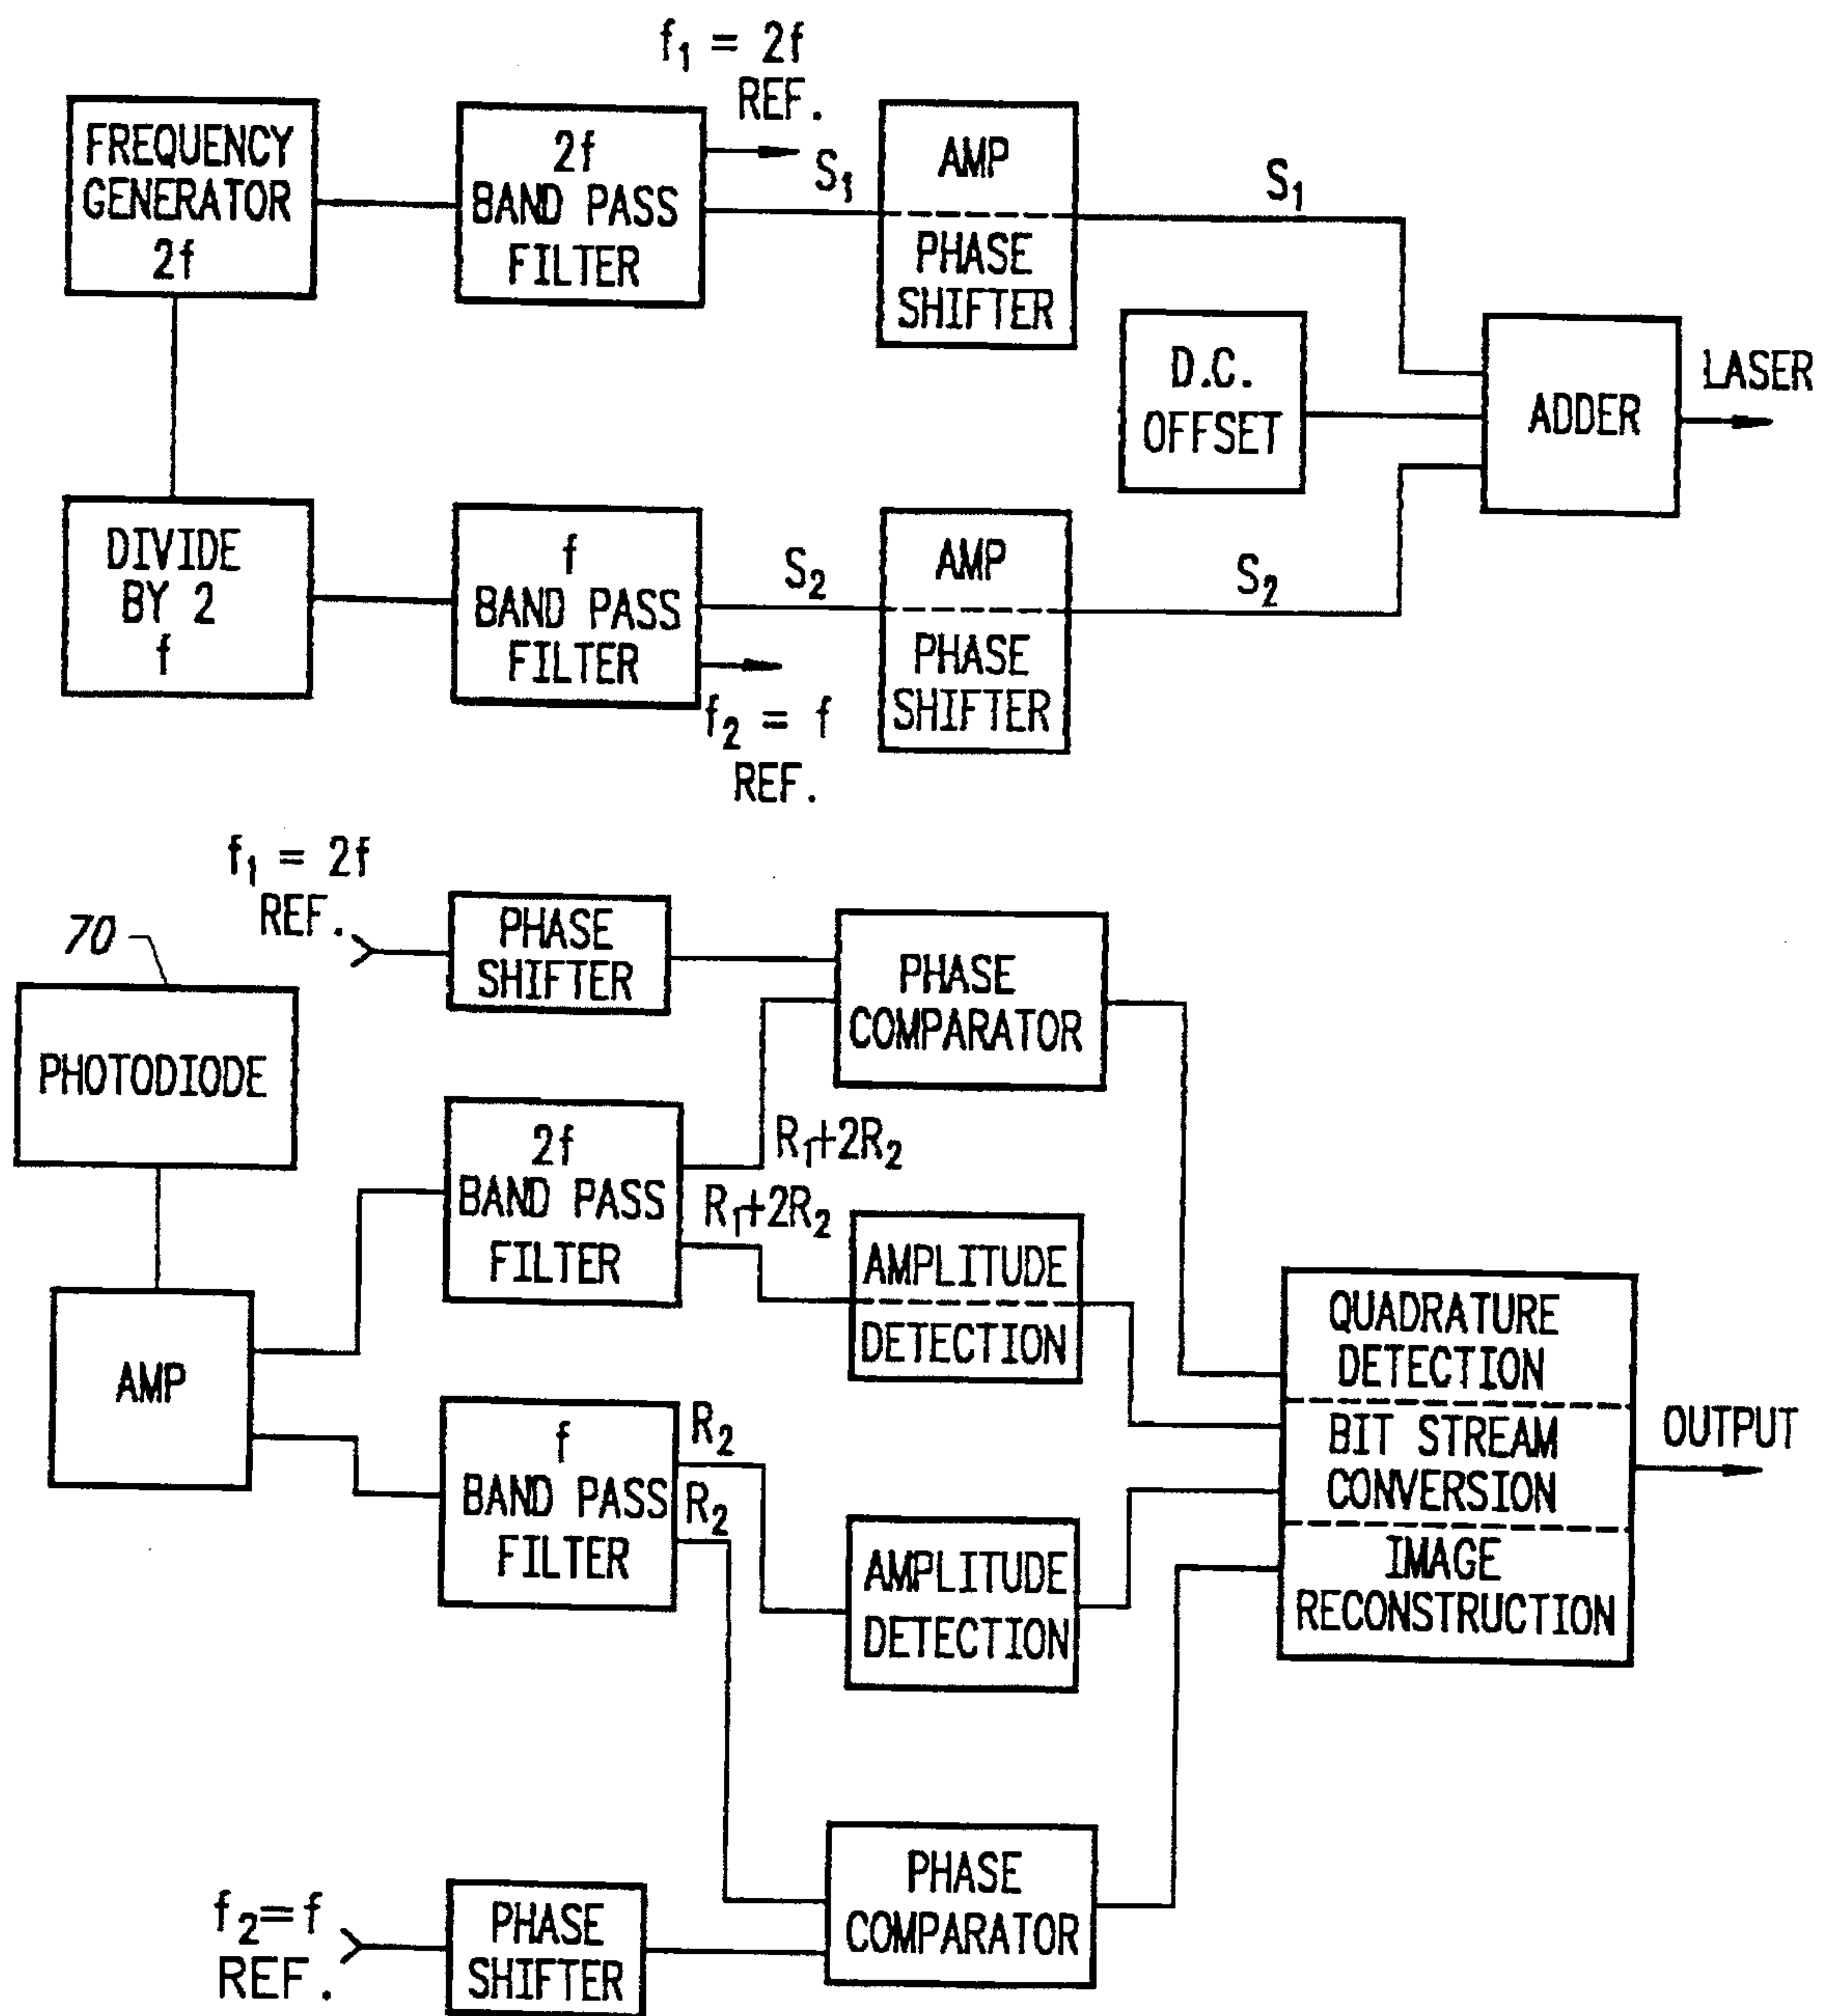 f₁ = 2f
REF.
FREQUENCY
GENERATOR
2f
2f
BAND PASS
FILTER
S₁
AMP
PHASE
SHIFTER
S₁
D.C.
OFFSET
ADDER
LASER
DIVIDE
BY 2
f
f
BAND PASS
FILTER
S₂
AMP
PHASE
SHIFTER
S₂
f₂ = f
REF.
f₁ = 2f
REF.
PHASE
SHIFTER
PHASE
COMPARATOR
70
PHOTODIODE
2f
BAND PASS
FILTER
R₁+2R₂
R₁+2R₂
AMPLITUDE
DETECTION
AMP
f
BAND PASS
FILTER
R₂
R₂
AMPLITUDE
DETECTION
QUADRATURE
DETECTION
BIT STREAM
CONVERSION
IMAGE
RECONSTRUCTION
OUTPUT
f₂=f
REF.
PHASE
SHIFTER
PHASE
COMPARATOR